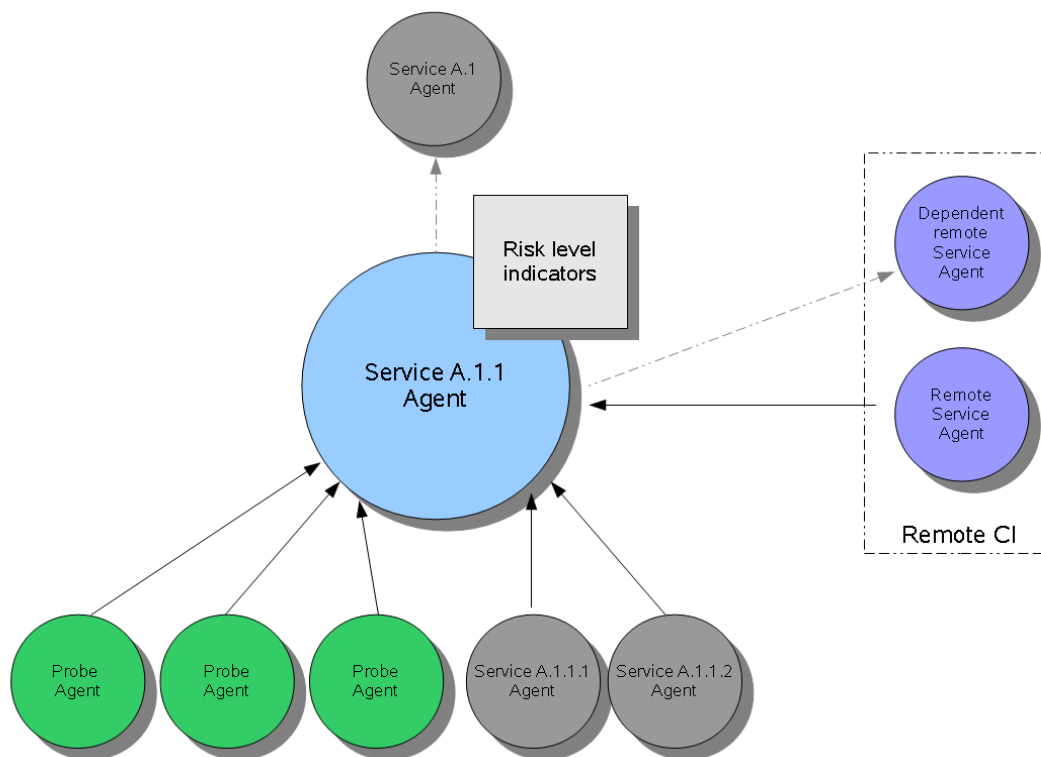 Service A.1
Agent
Risk level
indicators
Dependent
remote
Service
Agent
Service A.1.1
Agent
Remote
Service
Agent
Remote CI
Probe
Agent
Probe
Agent
Probe
Agent
Service A.1.1.1
Agent
Service A.1.1.2
Agent